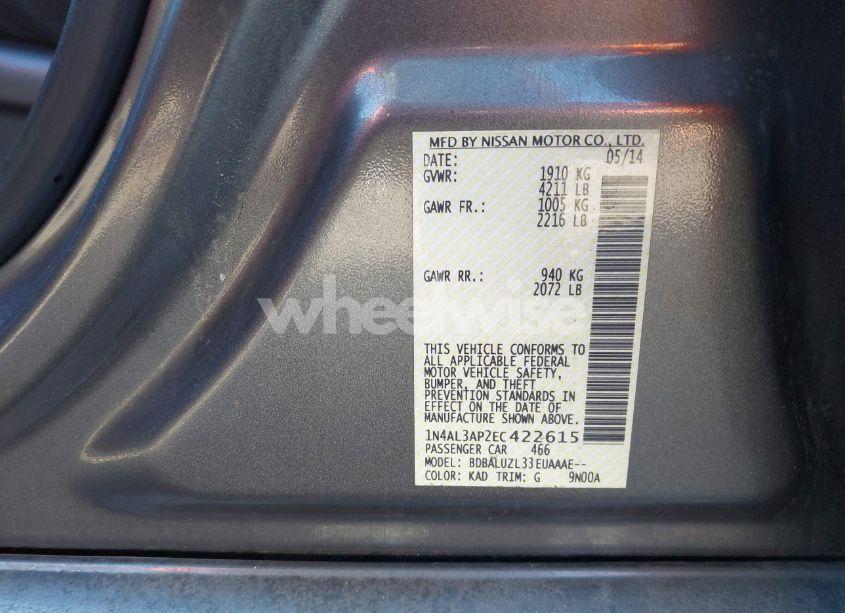 MFD BY NISSAN MOTOR CO., LTD.
DATE: 05/14
GVWR: 1910 KG
4211 LB
GAWR FR.: 1005 KG
2216 LB
GAWR RR.: 940 KG
2072 LB
wheelwise
THIS VEHICLE CONFORMS TO
ALL APPLICABLE FEDERAL
MOTOR VEHICLE SAFETY,
BUMPER, AND THEFT
PREVENTION STANDARDS IN
EFFECT ON THE DATE OF
MANUFACTURE SHOWN ABOVE.
1N4AL3AP2EC422615
PASSENGER CAR 466
MODEL: BDBALUZL33EUAAAE--
COLOR: KAD TRIM: G 9N00A